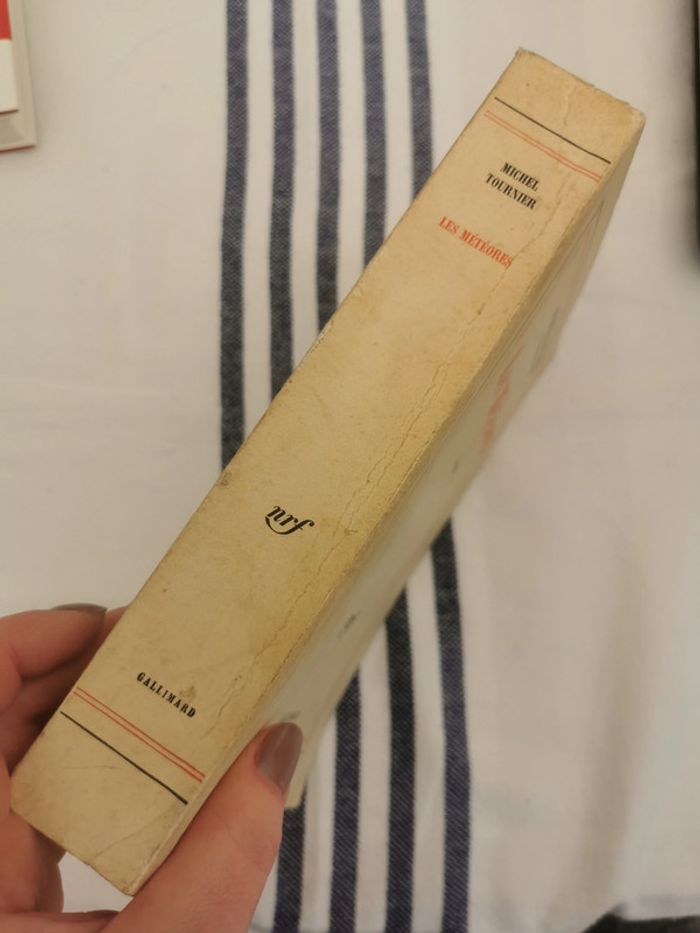 MICHEL
TOURNIER
LES MÉTÉORES
nrf
GALLIMARD